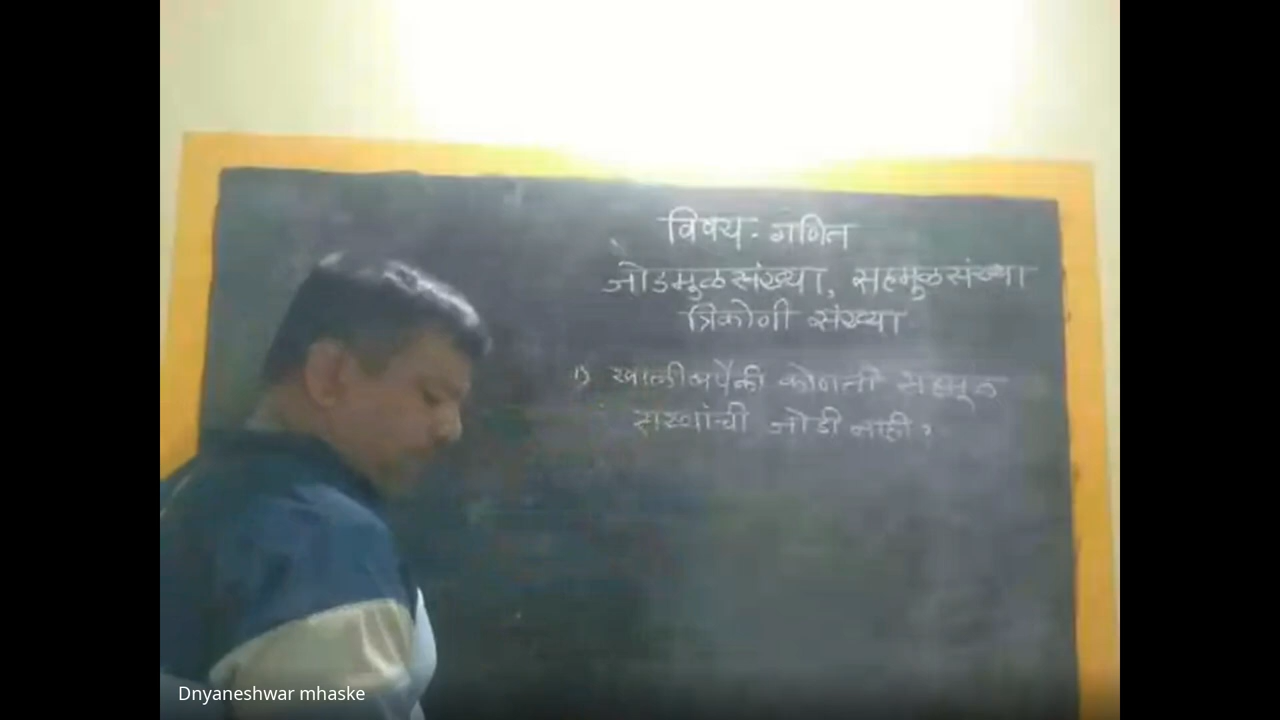 विषय:- गणित
जोडमुळसंख्या, सहमुळसंख्या
त्रिकोणी संख्या
1) खालीलपैकी कोणती सहमूळ
संख्यांची जोडी नाही?
Dnyaneshwar mhaske